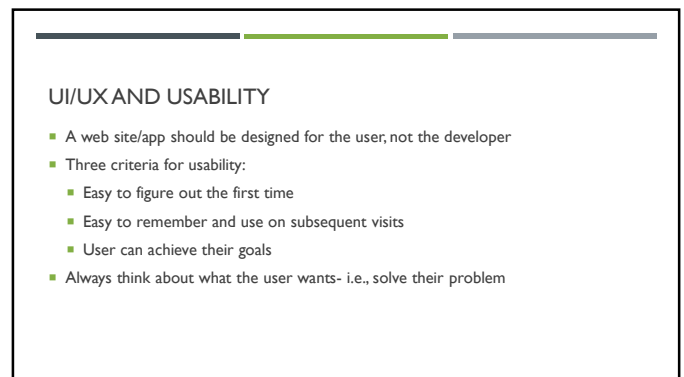 UI/UX AND USABILITY
A web site/app should be designed for the user, not the developer
Three criteria for usability:
Easy to figure out the first time
Easy to remember and use on subsequent visits
User can achieve their goals
Always think about what the user wants- i.e., solve their problem